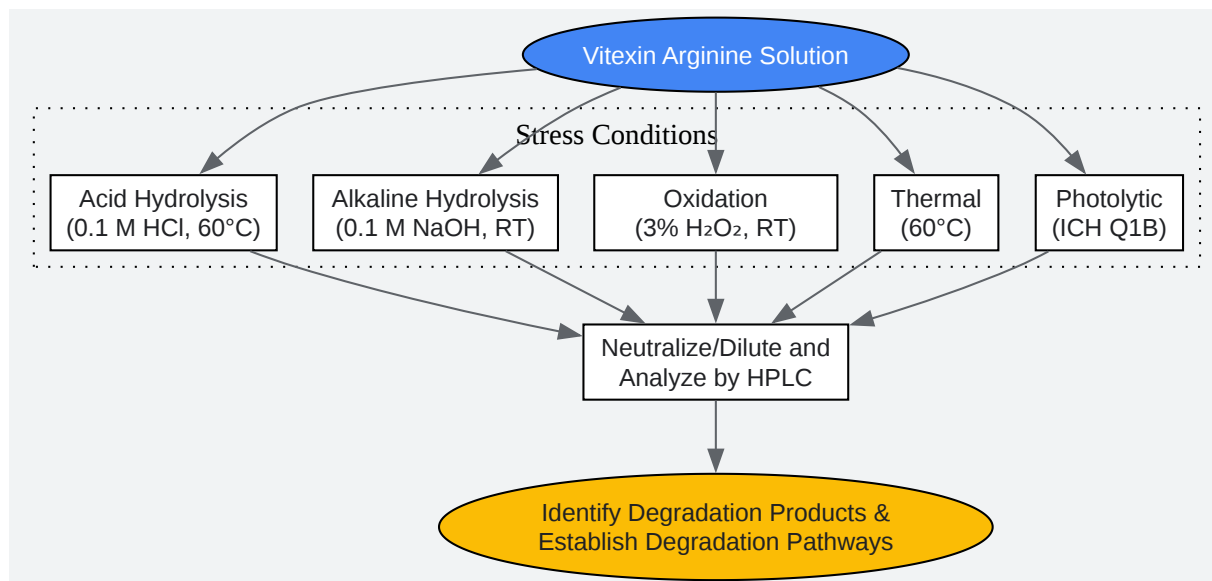 Vitexin Arginine Solution
Stress Conditions
Acid Hydrolysis
(0.1 M HCl, 60°C)
Alkaline Hydrolysis
(0.1 M NaOH, RT)
Oxidation
(3% H₂O₂, RT)
Thermal
(60°C)
Photolytic
(ICH Q1B)
Neutralize/Dilute and
Analyze by HPLC
Identify Degradation Products &
Establish Degradation Pathways